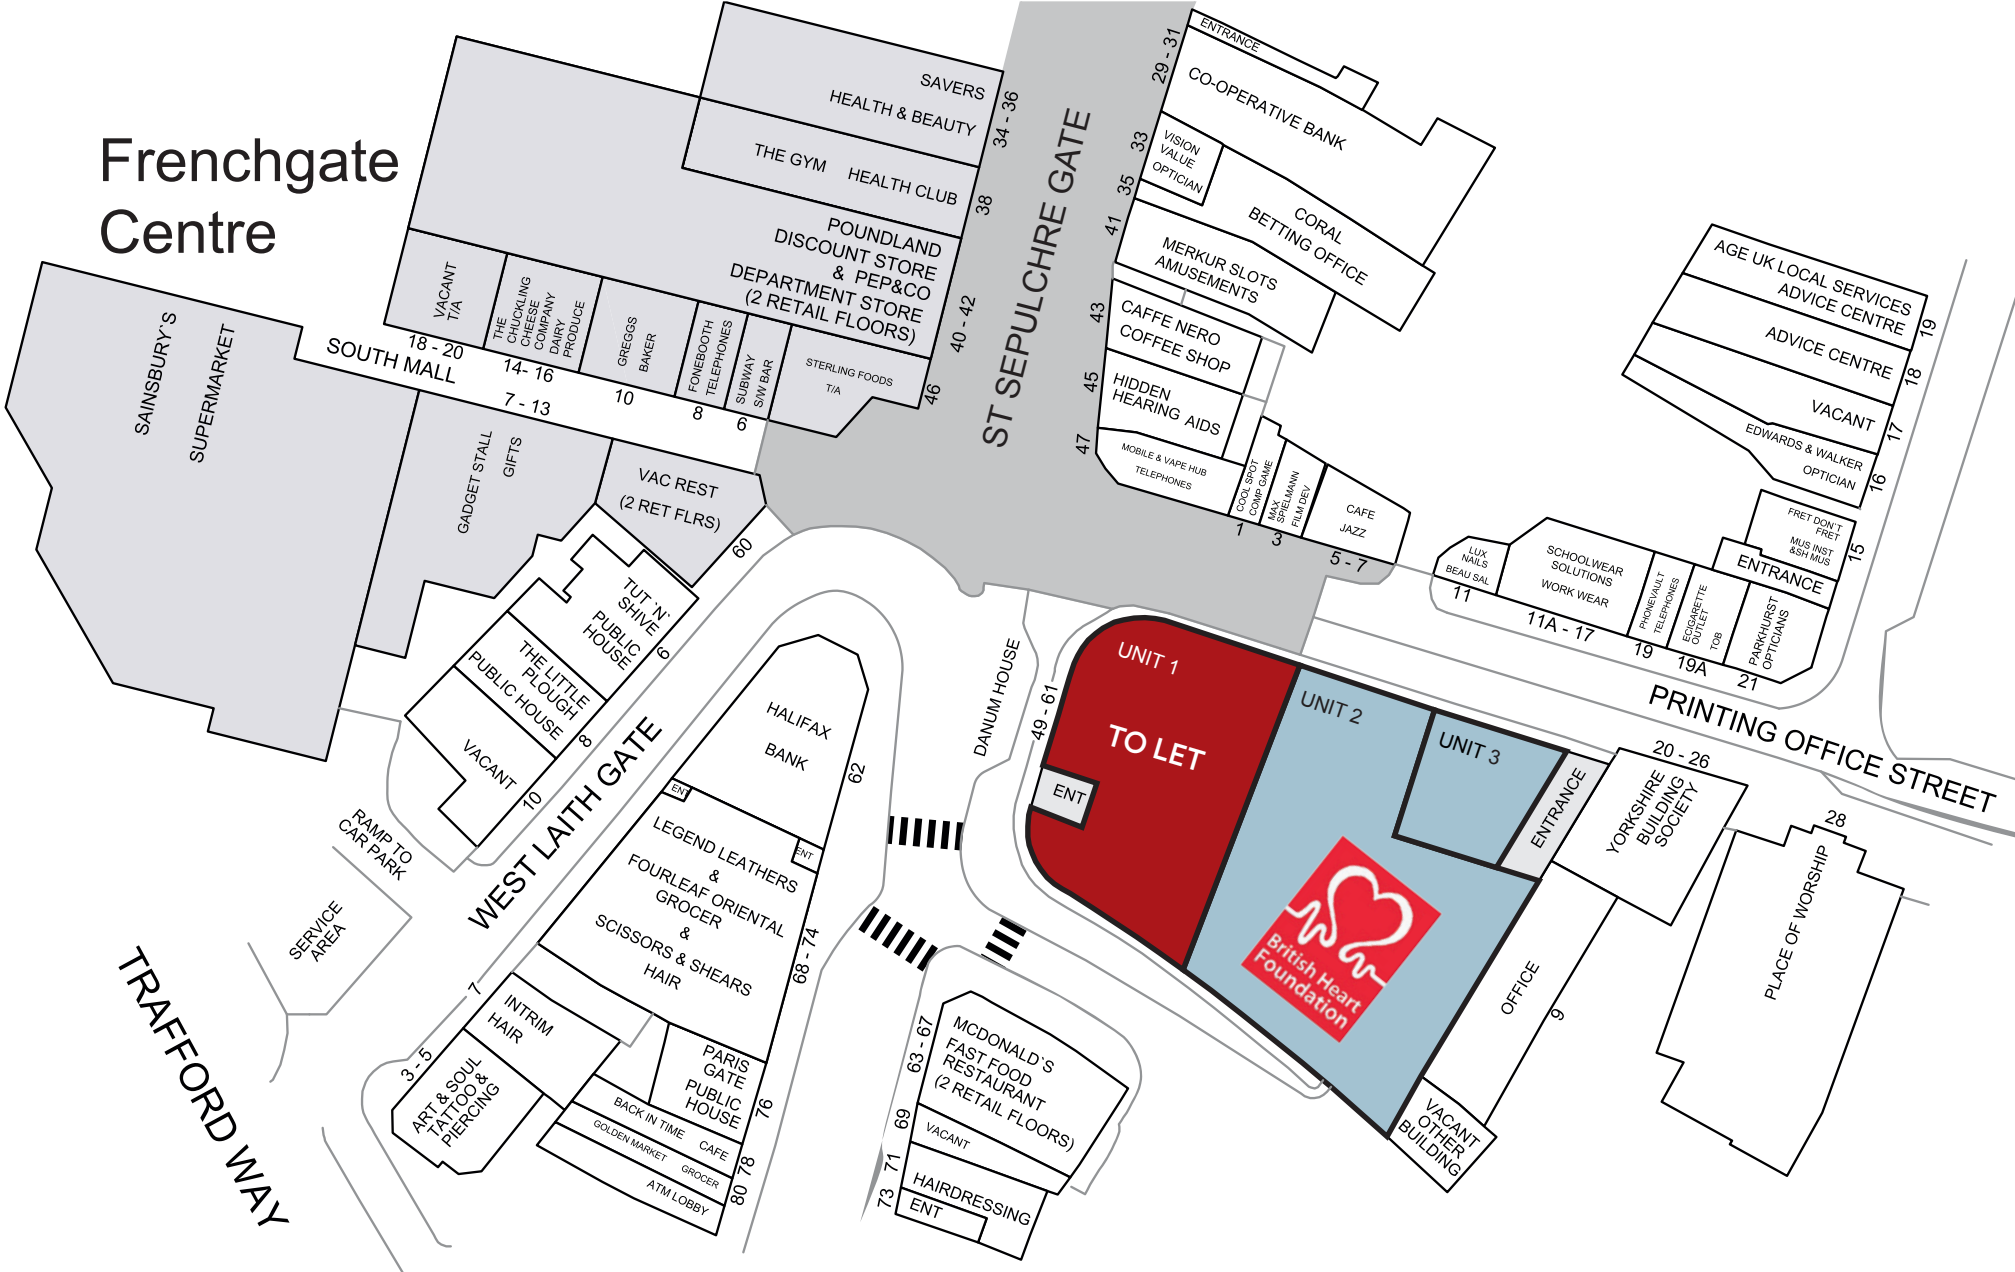 Frenchgate
Centre
SAVERS
HEALTH & BEAUTY
34 - 36
THE GYM HEALTH CLUB
38
POUNDLAND
DISCOUNT STORE
& PEP&CO
DEPARTMENT STORE
(2 RETAIL FLOORS)
40 - 42
VACANT
T/A
18 - 20
THE
CHUCKLING
CHEESE
COMPANY
DAIRY
PRODUCE
14- 16
GREGGS
BAKER
10
FONEBOOTH
TELEPHONES
8
SUBWAY
S/W BAR
6
STERLING FOODS
T/A
46
SOUTH MALL
7 - 13
SAINSBURY`S
SUPERMARKET
GADGET STALL
GIFTS
VAC REST
(2 RET FLRS)
60
ST SEPULCHRE GATE
29 - 31
ENTRANCE
CO-OPERATIVE BANK
33
VISION
VALUE
OPTICIAN
35
CORAL
BETTING OFFICE
41
MERKUR SLOTS
AMUSEMENTS
43
CAFFE NERO
COFFEE SHOP
45
HIDDEN
HEARING AIDS
47
MOBILE & VAPE HUB
TELEPHONES
COOL SPOT
COMP GAME
1
MAX
SPIELMANN
FILM DEV
3
CAFE
JAZZ
5 - 7
LUX
NAILS
BEAU SAL
11
SCHOOLWEAR
SOLUTIONS
WORK WEAR
11A - 17
PHONEVAULT
TELEPHONES
19
ECIGARETTE
OUTLET
TOB
19A
PARKHURST
OPTICIANS
21
AGE UK LOCAL SERVICES
ADVICE CENTRE
19
ADVICE CENTRE
18
VACANT
17
EDWARDS & WALKER
OPTICIAN
16
FRET DON`T
FRET
MUS INST
&SH MUS
15
ENTRANCE
PRINTING OFFICE STREET
TUT `N`
SHIVE
PUBLIC
HOUSE
6
THE LITTLE
PLOUGH
PUBLIC HOUSE
8
VACANT
10
WEST LAITH GATE
RAMP TO
CAR PARK
SERVICE
AREA
TRAFFORD WAY
HALIFAX
BANK
62
ENT
ENT
LEGEND LEATHERS
&
FOURLEAF ORIENTAL
GROCER
&
SCISSORS & SHEARS
HAIR
68 - 74
7
INTRIM
HAIR
3 - 5
ART & SOUL
TATTOO &
PIERCING
PARIS
GATE
PUBLIC
HOUSE
76
BACK IN TIME CAFE
78
GOLDEN MARKET GROCER
80
ATM LOBBY
DANUM HOUSE
49 - 61
UNIT 1
TO LET
ENT
UNIT 2
UNIT 3
British Heart
Foundation
ENTRANCE
20 - 26
YORKSHIRE
BUILDING
SOCIETY
28
PLACE OF WORSHIP
OFFICE
9
VACANT
OTHER
BUILDING
63 - 67
MCDONALD`S
FAST FOOD
RESTAURANT
(2 RETAIL FLOORS)
69
VACANT
71
HAIRDRESSING
73
ENT